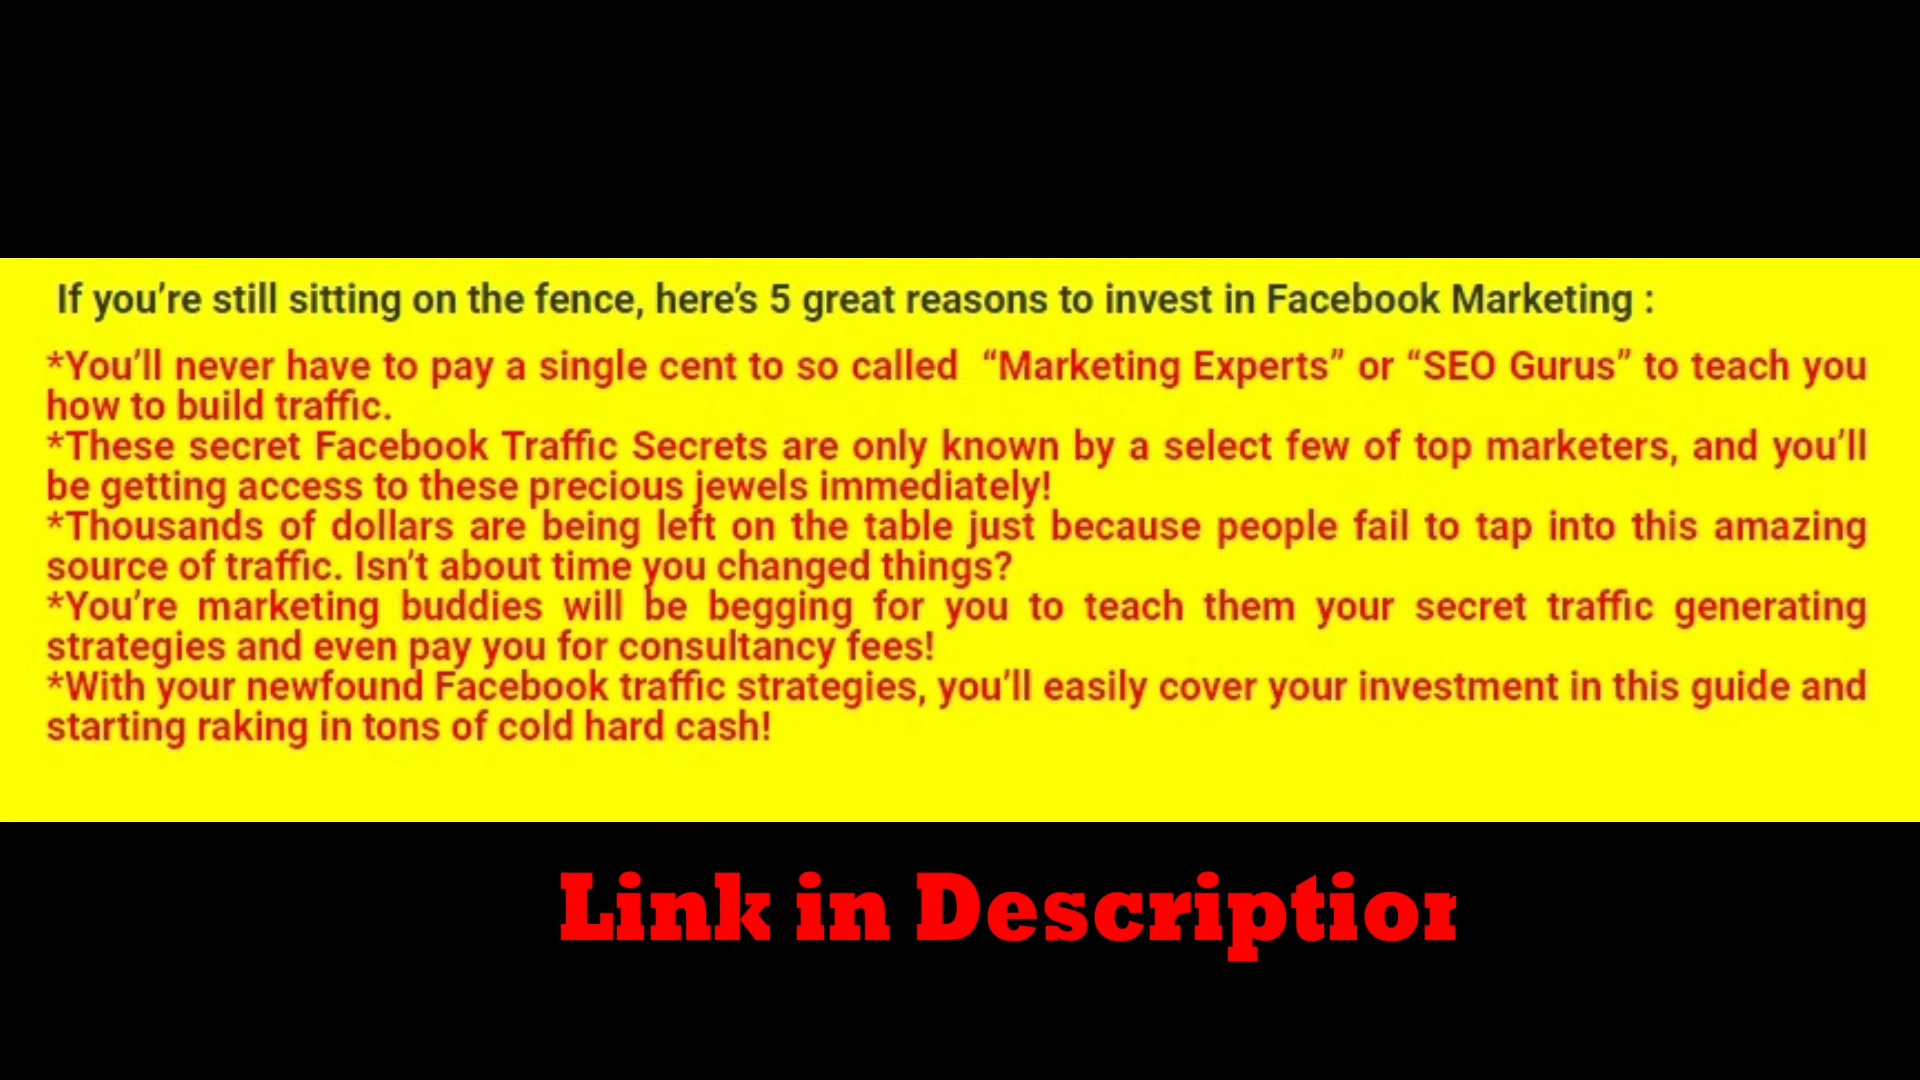 If you’re still sitting on the fence, here’s 5 great reasons to invest in Facebook Marketing :
*You’ll never have to pay a single cent to so called “Marketing Experts” or “SEO Gurus” to teach you
how to build traffic.
*These secret Facebook Traffic Secrets are only known by a select few of top marketers, and you’ll
be getting access to these precious jewels immediately!
*Thousands of dollars are being left on the table just because people fail to tap into this amazing
source of traffic. Isn’t about time you changed things?
*You’re marketing buddies will be begging for you to teach them your secret traffic generating
strategies and even pay you for consultancy fees!
*With your newfound Facebook traffic strategies, you’ll easily cover your investment in this guide and
starting raking in tons of cold hard cash!
Link in Description